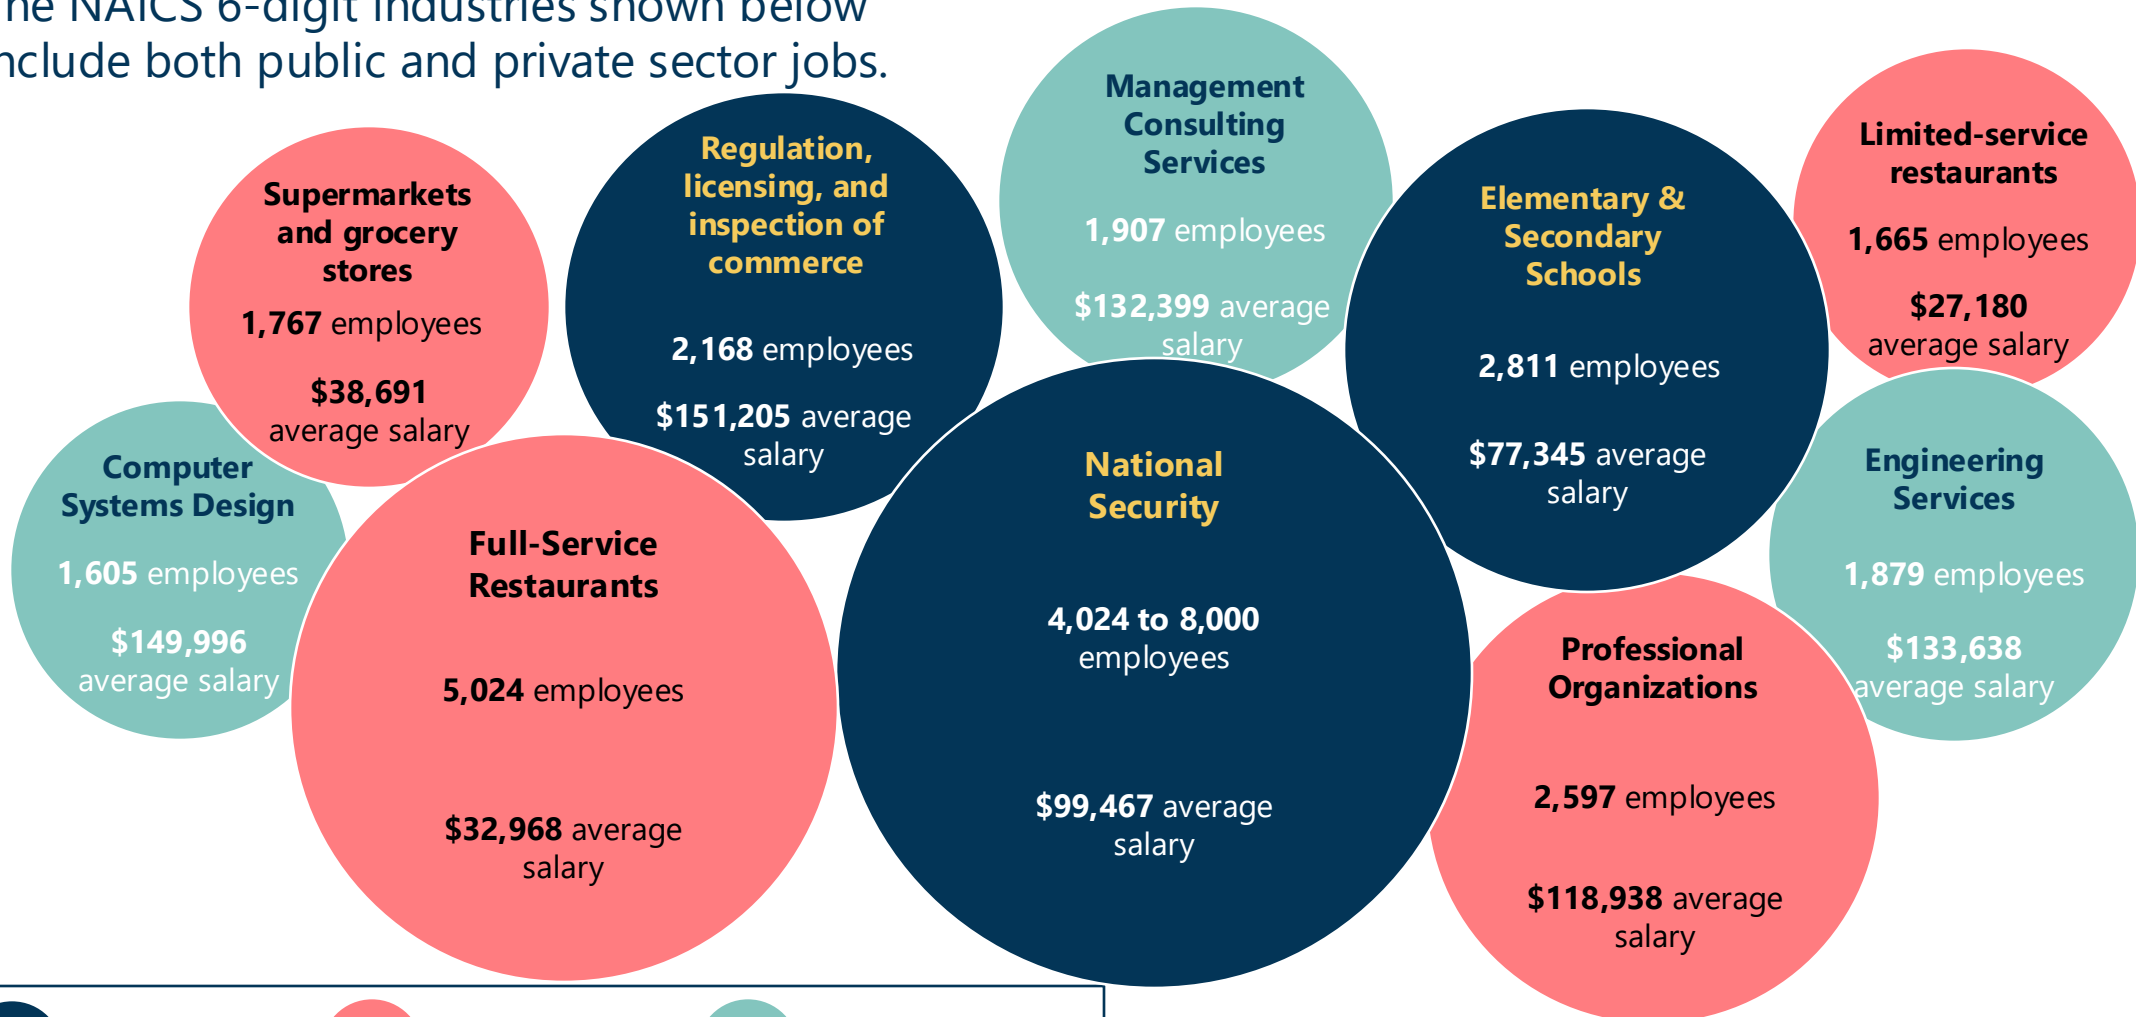 he NAICS 6-digit industries shown below
nclude both public and private sector jobs.
Supermarkets
and grocery
stores
1,767 employees
$38,691
average salary
Regulation,
licensing, and
inspection of
commerce
2,168 employees
$151,205 average
salary
Management
Consulting
Services
1,907 employees
$132,399 average
salary
Elementary &
Secondary
Schools
2,811 employees
$77,345 average
salary
Limited-service
restaurants
1,665 employees
$27,180
average salary
Computer
Systems Design
1,605 employees
$149,996
average salary
Full-Service
Restaurants
5,024 employees
$32,968 average
salary
National
Security
4,024 to 8,000
employees
$99,467 average
salary
Professional
Organizations
2,597 employees
$118,938 average
salary
Engineering
Services
1,879 employees
$133,638
average salary